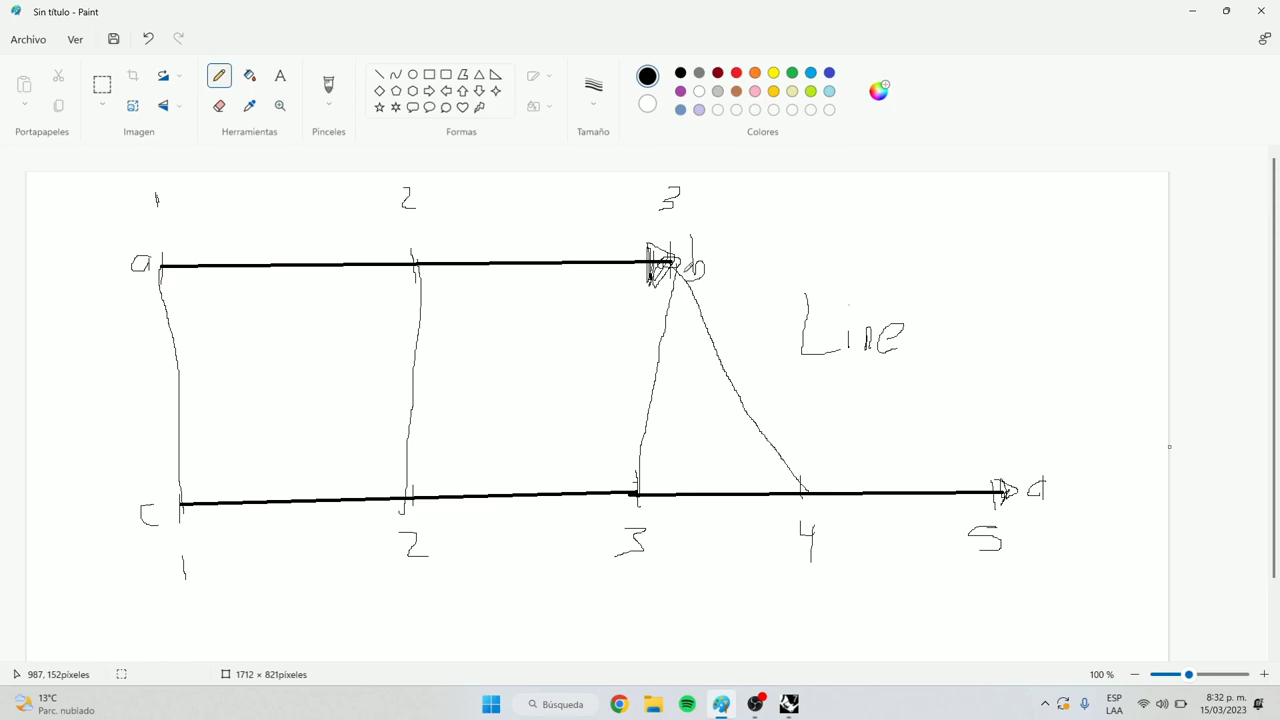 Sin título - Paint
Archivo Ver
Portapapeles Imagen Herramientas Pinceles Formas Tamaño Colores
1 2 3
a b
Line
c d
1 2 3 4 5
987, 152píxeles 1712 × 821píxeles 100 %
13°C
Parc. nublado
Búsqueda
ESP
LAA
8:32 p. m.
15/03/2023